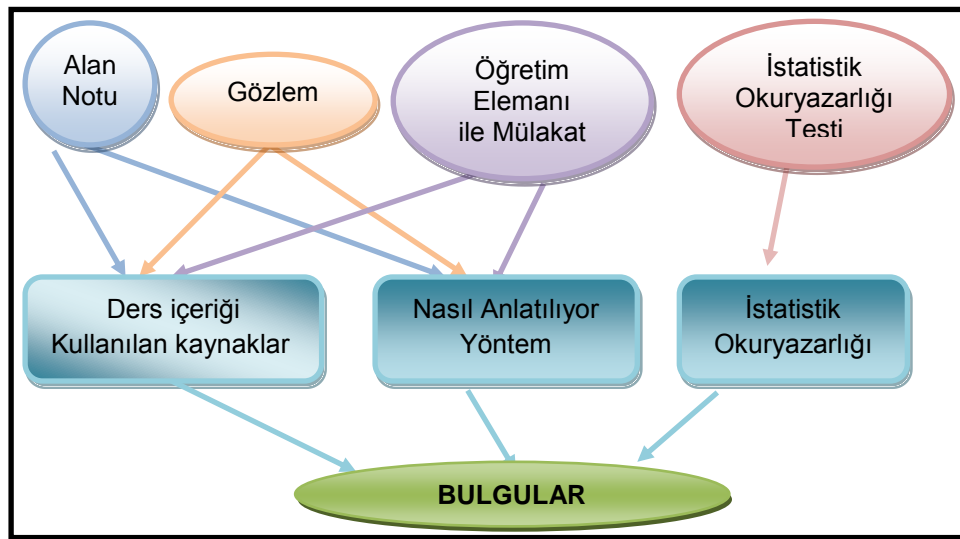 Alan
Notu
Gözlem
Öğretim
Elemanı
ile Mülakat
İstatistik
Okuryazarlığı
Testi
Ders içeriği
Kullanılan kaynaklar
Nasıl Anlatılıyor
Yöntem
İstatistik
Okuryazarlığı
BULGULAR